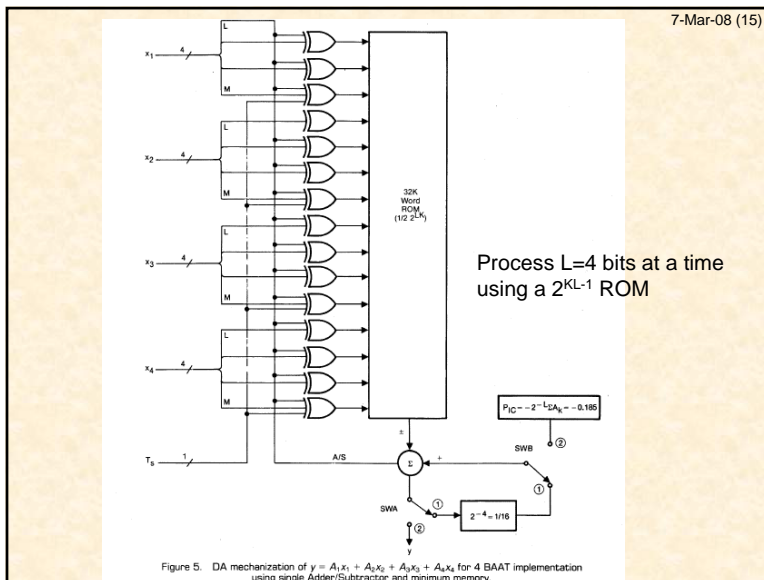 7-Mar-08 (15)
L
x₁
4
M
L
x₂
4
M
32K
Word
ROM
(1/2 2^LK)
L
x₃
4
M
Process L=4 bits at a time
using a 2^KL-1 ROM
L
x₄
4
M
P_IC = −2^−L ΣA_k = −0.185
±
②
SWB
T_s
1
A/S
Σ
+
①
SWA
①
2^−4 = 1/16
②
y
Figure 5. DA mechanization of y = A₁x₁ + A₂x₂ + A₃x₃ + A₄x₄ for 4 BAAT implementation
using single Adder/Subtractor and minimum memory.